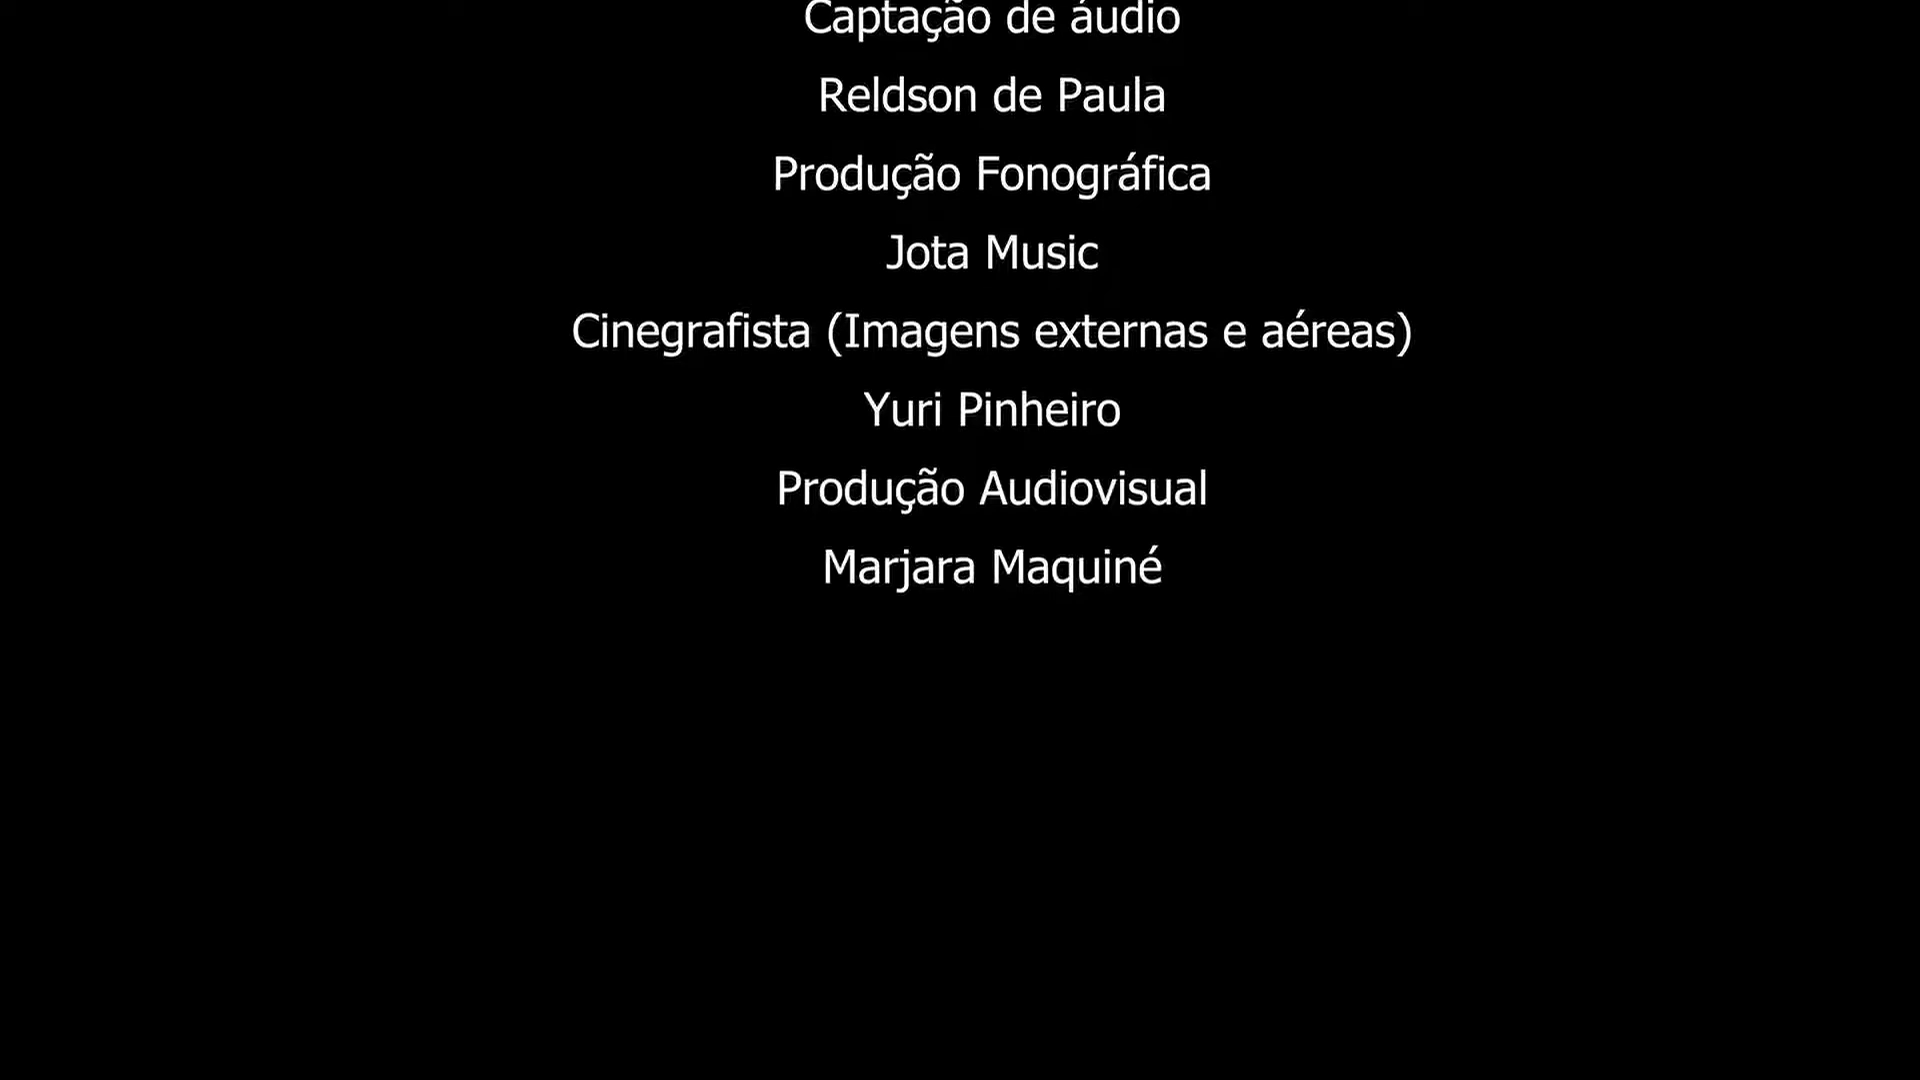 Captação de áudio
Reldson de Paula
Produção Fonográfica
Jota Music
Cinegrafista (Imagens externas e aéreas)
Yuri Pinheiro
Produção Audiovisual
Marjara Maquiné